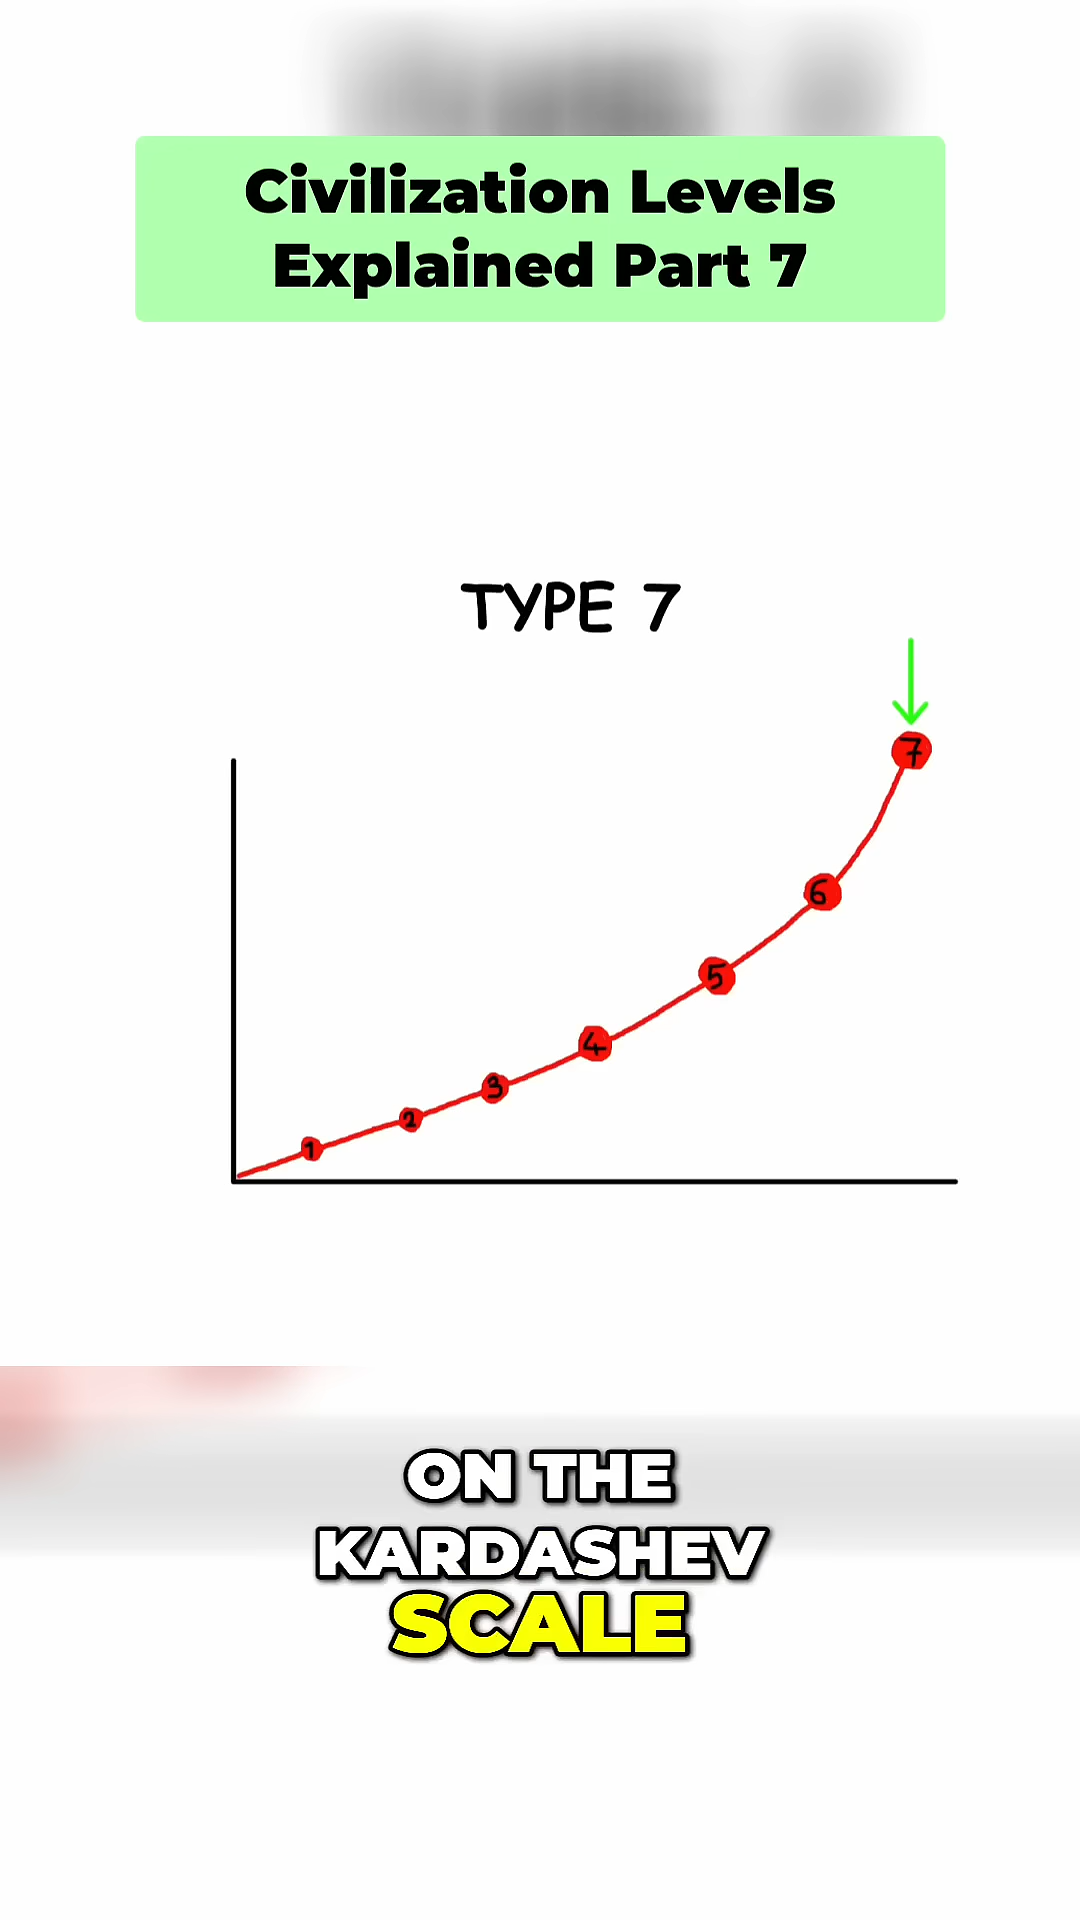 Civilization Levels
Explained Part 7
TYPE 7
7
6
5
4
3
2
1
ON THE
KARDASHEV
SCALE